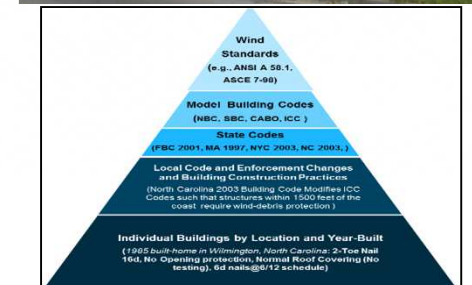 Wind
Standards
(e.g., ANSI A 58.1,
ASCE 7-98)
Model Building Codes
(NBC, SBC, CABO, ICC )
State Codes
(FBC 2001, MA 1997, NYC 2003, NC 2003, )
Local Code and Enforcement Changes
and Building Construction Practices
(North Carolina 2003 Building Code Modifies ICC
Codes such that structures within 1500 feet of the
coast require wind-debris protection )
Individual Buildings by Location and Year-Built
(1985 built-home in Wilmington, North Carolina: 2-Toe Nail
16d, No Opening protection, Normal Roof Covering (No
testing), 6d nails@6/12 schedule)